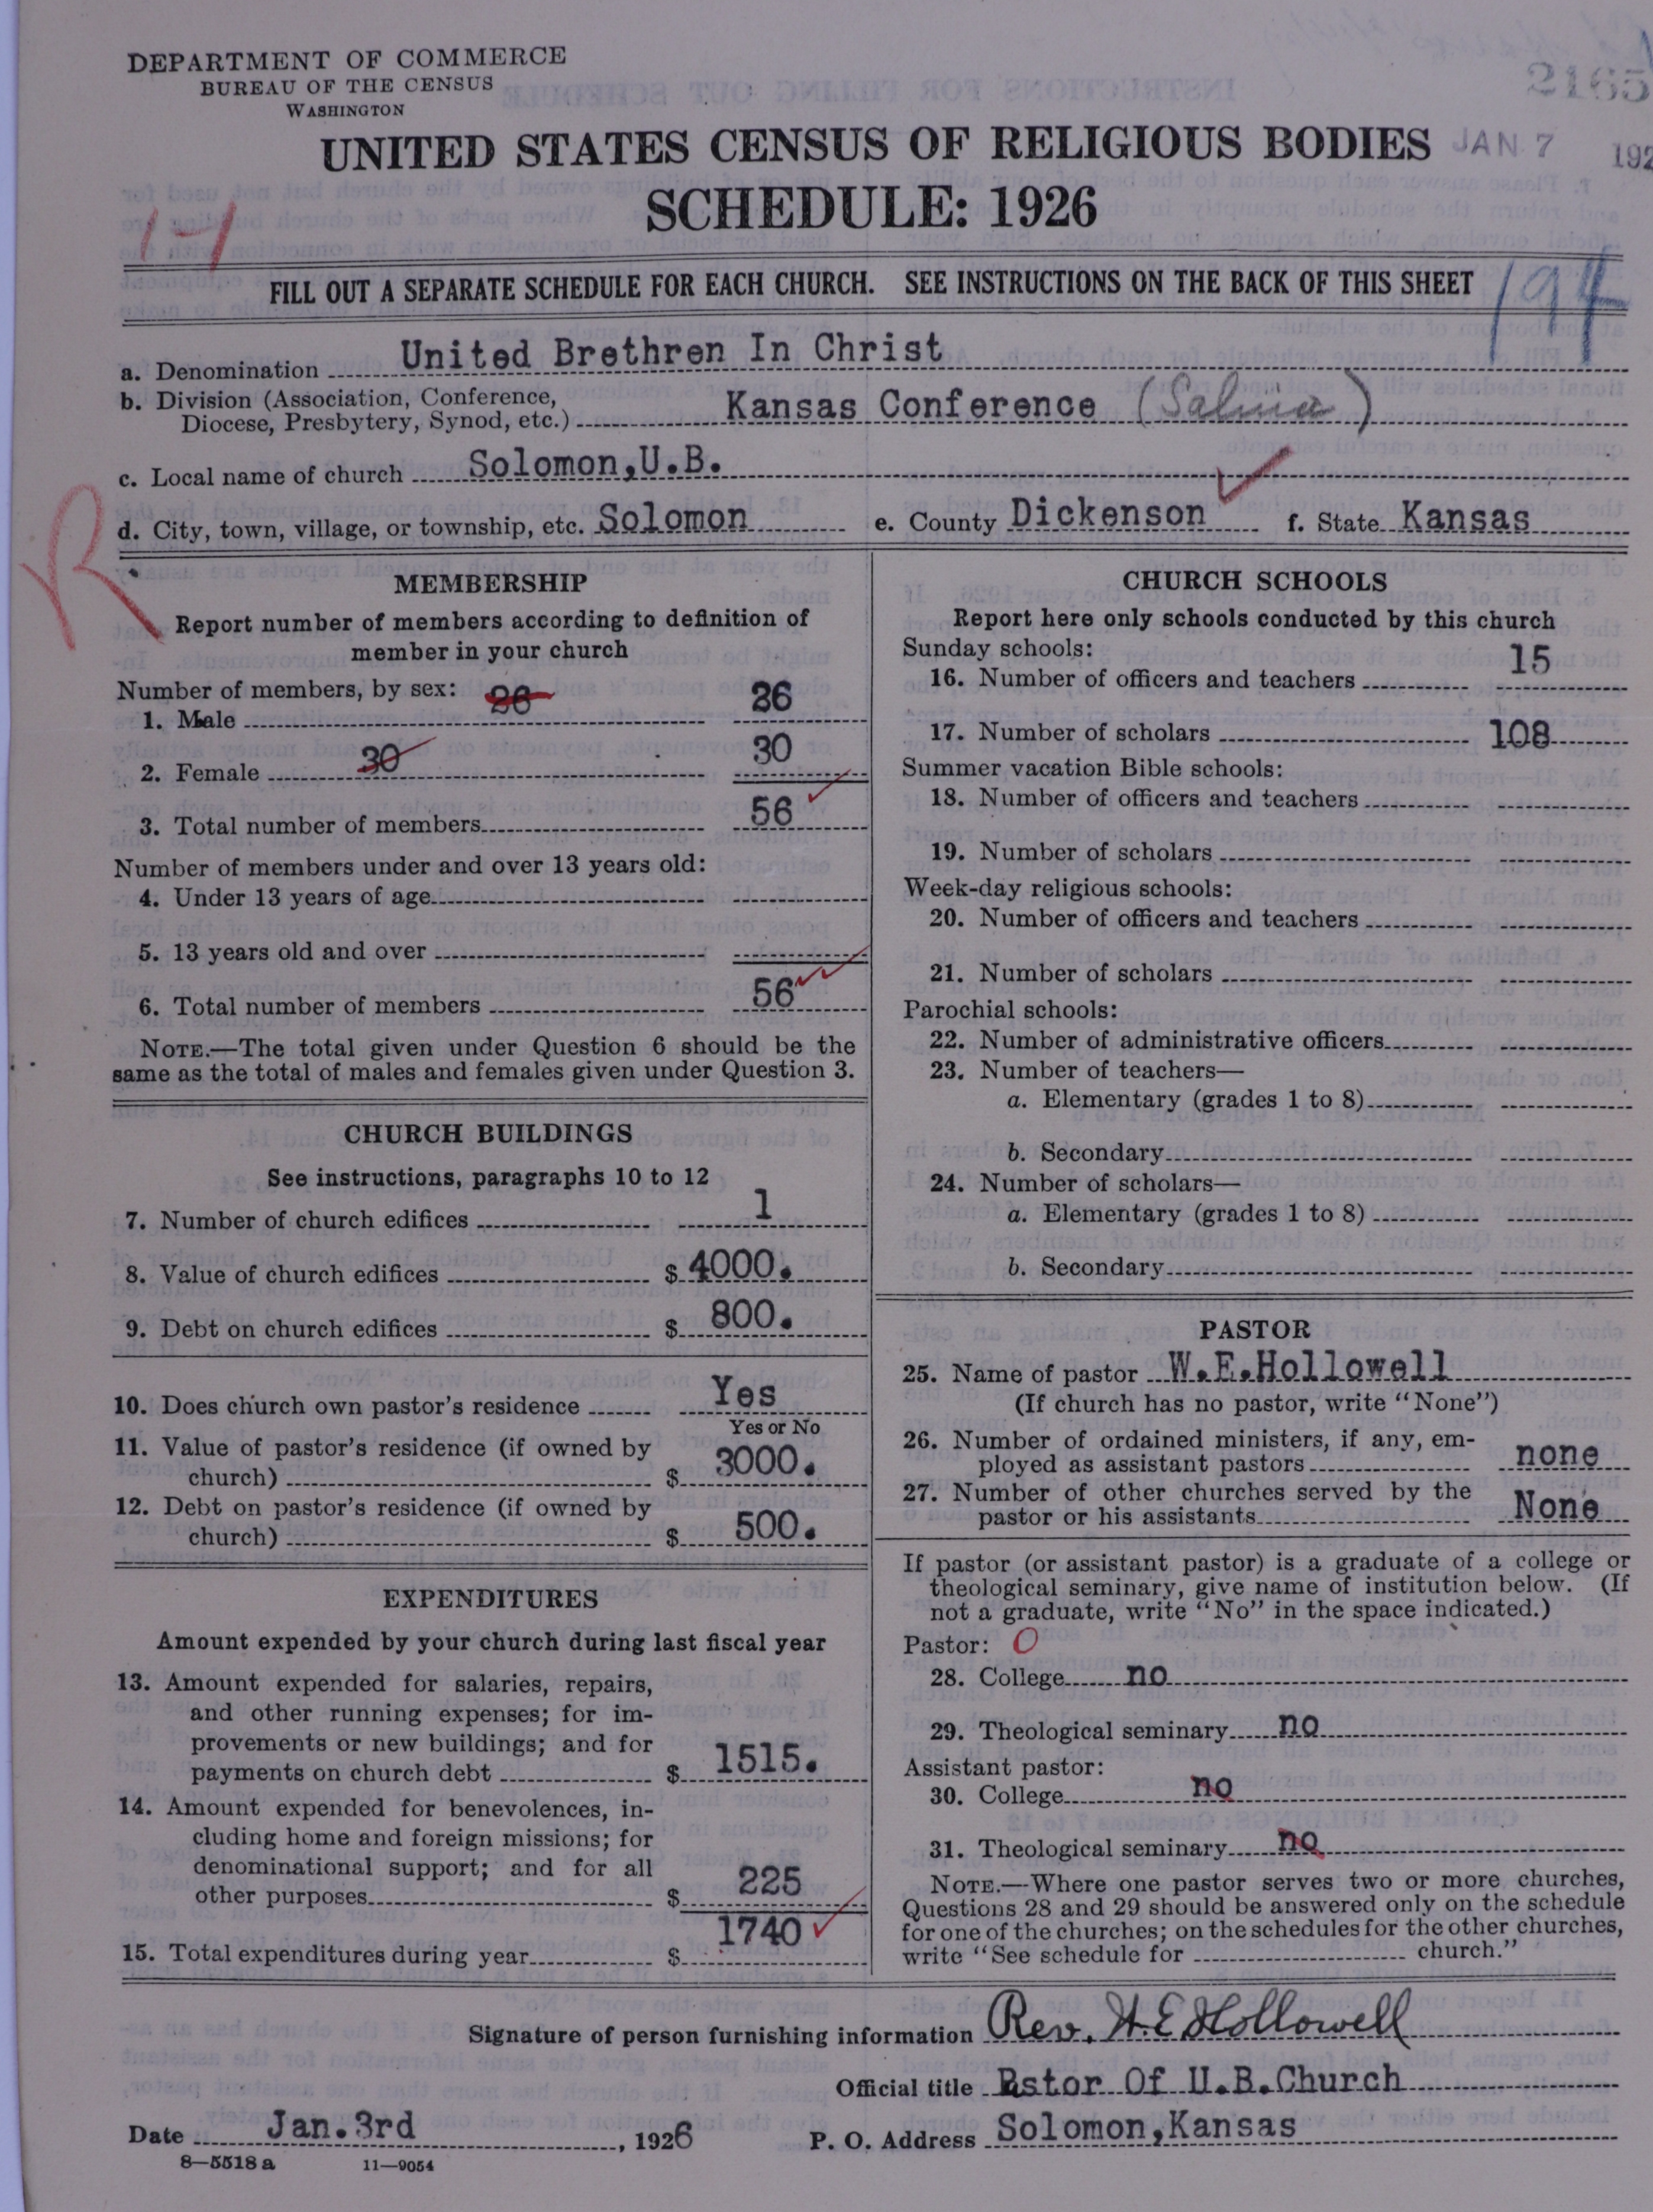 DEPARTMENT OF COMMERCE
BUREAU OF THE CENSUS
WASHINGTON
2165
UNITED STATES CENSUS OF RELIGIOUS BODIES
JAN 7 192
SCHEDULE: 1926
FILL OUT A SEPARATE SCHEDULE FOR EACH CHURCH. SEE INSTRUCTIONS ON THE BACK OF THIS SHEET
194
a. Denomination United Brethren In Christ
b. Division (Association, Conference,
Diocese, Presbytery, Synod, etc.) Kansas Conference (Salina)
c. Local name of church Solomon,U.B.
d. City, town, village, or township, etc. Solomon e. County Dickenson f. State Kansas
R
MEMBERSHIP
Report number of members according to definition of
member in your church
Number of members, by sex: 26
1. Male 26
2. Female 30 30
3. Total number of members 56
Number of members under and over 13 years old:
4. Under 13 years of age
5. 13 years old and over
6. Total number of members 56
NOTE.—The total given under Question 6 should be the
same as the total of males and females given under Question 3.
CHURCH BUILDINGS
See instructions, paragraphs 10 to 12
7. Number of church edifices 1
8. Value of church edifices $ 4000.
9. Debt on church edifices $ 800.
10. Does church own pastor's residence Yes
Yes or No
11. Value of pastor's residence (if owned by
church) $ 3000.
12. Debt on pastor's residence (if owned by
church) $ 500.
EXPENDITURES
Amount expended by your church during last fiscal year
13. Amount expended for salaries, repairs,
and other running expenses; for im-
provements or new buildings; and for
payments on church debt $ 1515.
14. Amount expended for benevolences, in-
cluding home and foreign missions; for
denominational support; and for all
other purposes $ 225
15. Total expenditures during year $ 1740
CHURCH SCHOOLS
Report here only schools conducted by this church
Sunday schools:
16. Number of officers and teachers 15
17. Number of scholars 108
Summer vacation Bible schools:
18. Number of officers and teachers
19. Number of scholars
Week-day religious schools:
20. Number of officers and teachers
21. Number of scholars
Parochial schools:
22. Number of administrative officers
23. Number of teachers—
a. Elementary (grades 1 to 8)
b. Secondary
24. Number of scholars—
a. Elementary (grades 1 to 8)
b. Secondary
PASTOR
25. Name of pastor W.E.Hollowell
(If church has no pastor, write "None")
26. Number of ordained ministers, if any, em-
ployed as assistant pastors none
27. Number of other churches served by the
pastor or his assistants None
If pastor (or assistant pastor) is a graduate of a college or
theological seminary, give name of institution below. (If
not a graduate, write "No" in the space indicated.)
Pastor: O
28. College no
29. Theological seminary no
Assistant pastor:
30. College no
31. Theological seminary no
NOTE.—Where one pastor serves two or more churches,
Questions 28 and 29 should be answered only on the schedule
for one of the churches; on the schedules for the other churches,
write "See schedule for church."
Signature of person furnishing information Rev. W.E Hollowell
Official title Pstor Of U.B.Church
Date Jan.3rd , 1926 P. O. Address Solomon,Kansas
8—5518 a 11—9054